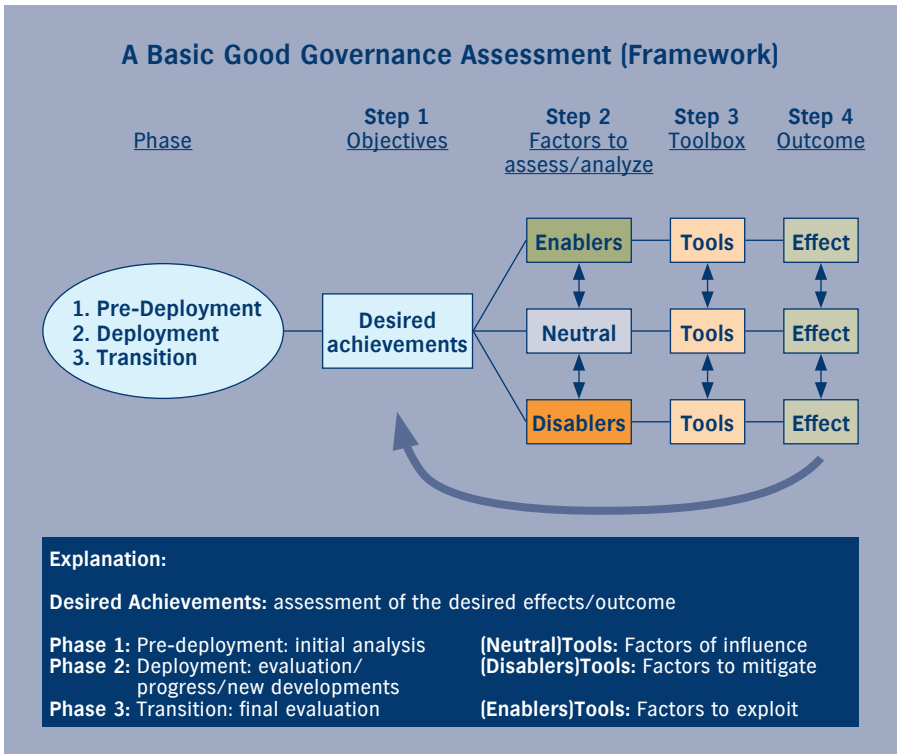 A Basic Good Governance Assessment (Framework)
Phase
Step 1
Objectives
Step 2
Factors to
assess/analyze
Step 3
Toolbox
Step 4
Outcome
1. Pre-Deployment
2. Deployment
3. Transition
Desired
achievements
Enablers
Tools
Effect
Neutral
Tools
Effect
Disablers
Tools
Effect
Explanation:
Desired Achievements: assessment of the desired effects/outcome
Phase 1: Pre-deployment: initial analysis
Phase 2: Deployment: evaluation/
progress/new developments
Phase 3: Transition: final evaluation
(Neutral)Tools: Factors of influence
(Disablers)Tools: Factors to mitigate
(Enablers)Tools: Factors to exploit